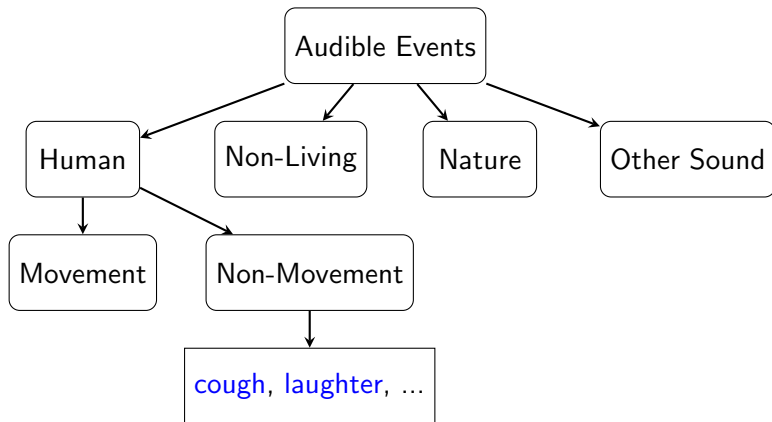 Audible Events
Human
Non-Living
Nature
Other Sound
Movement
Non-Movement
cough, laughter, ...